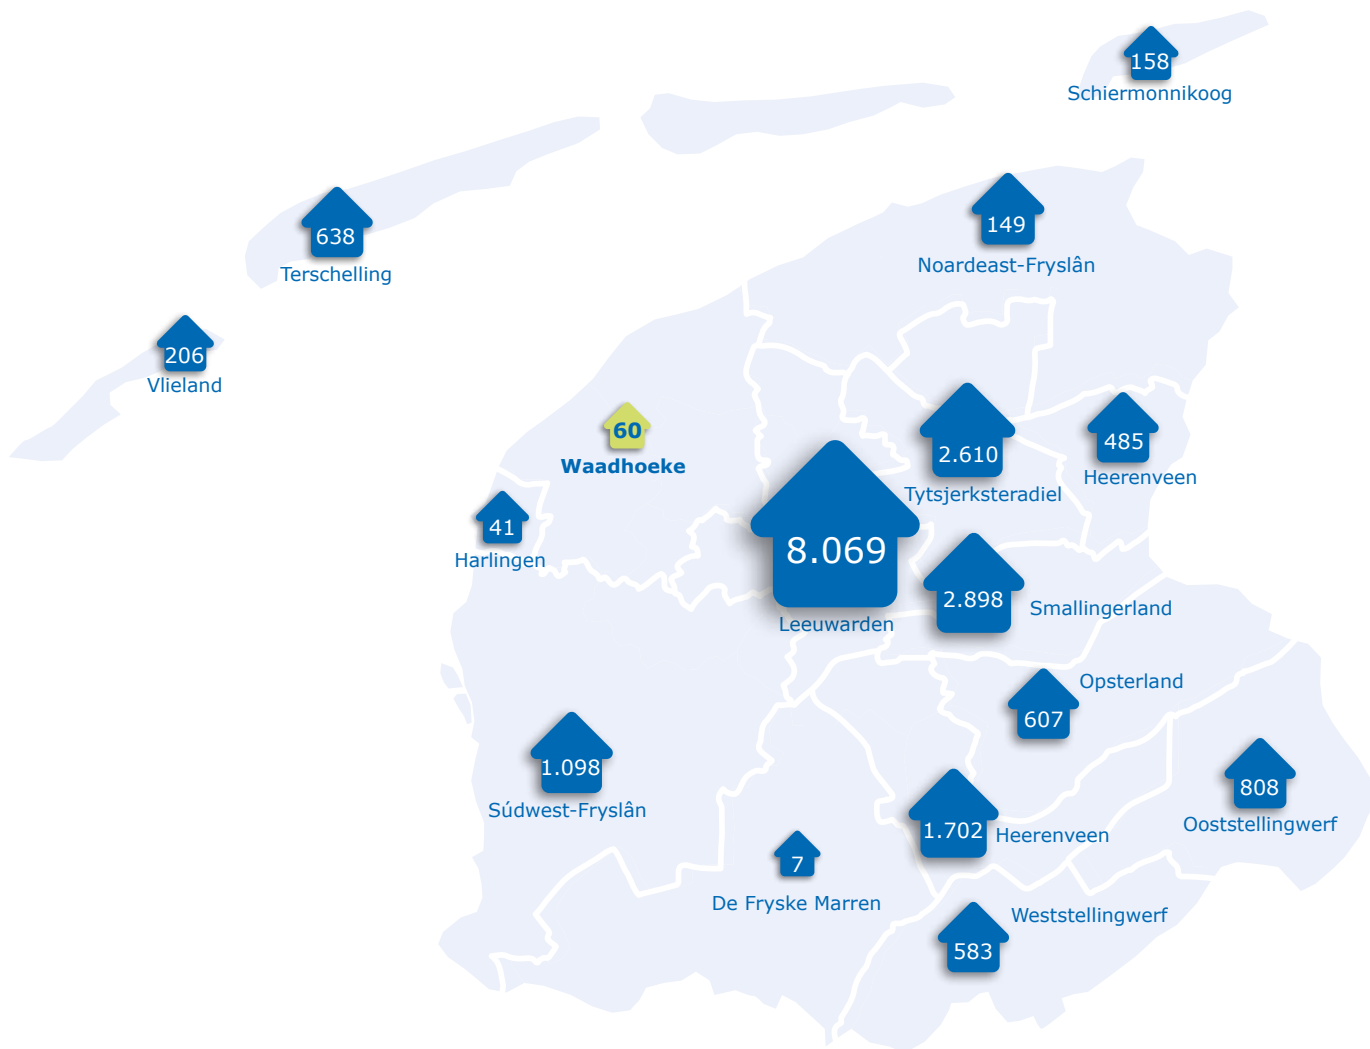 158
Schiermonnikoog
149
Noardeast-Fryslân
638
Terschelling
206
Vlieland
60
Waadhoeke
2.610
Tytsjerksteradiel
485
Heerenveen
41
Harlingen
8.069
Leeuwarden
2.898
Smallingerland
Opsterland
607
1.098
Súdwest-Fryslân
808
Ooststellingwerf
1.702
Heerenveen
7
De Fryske Marren
Weststellingwerf
583